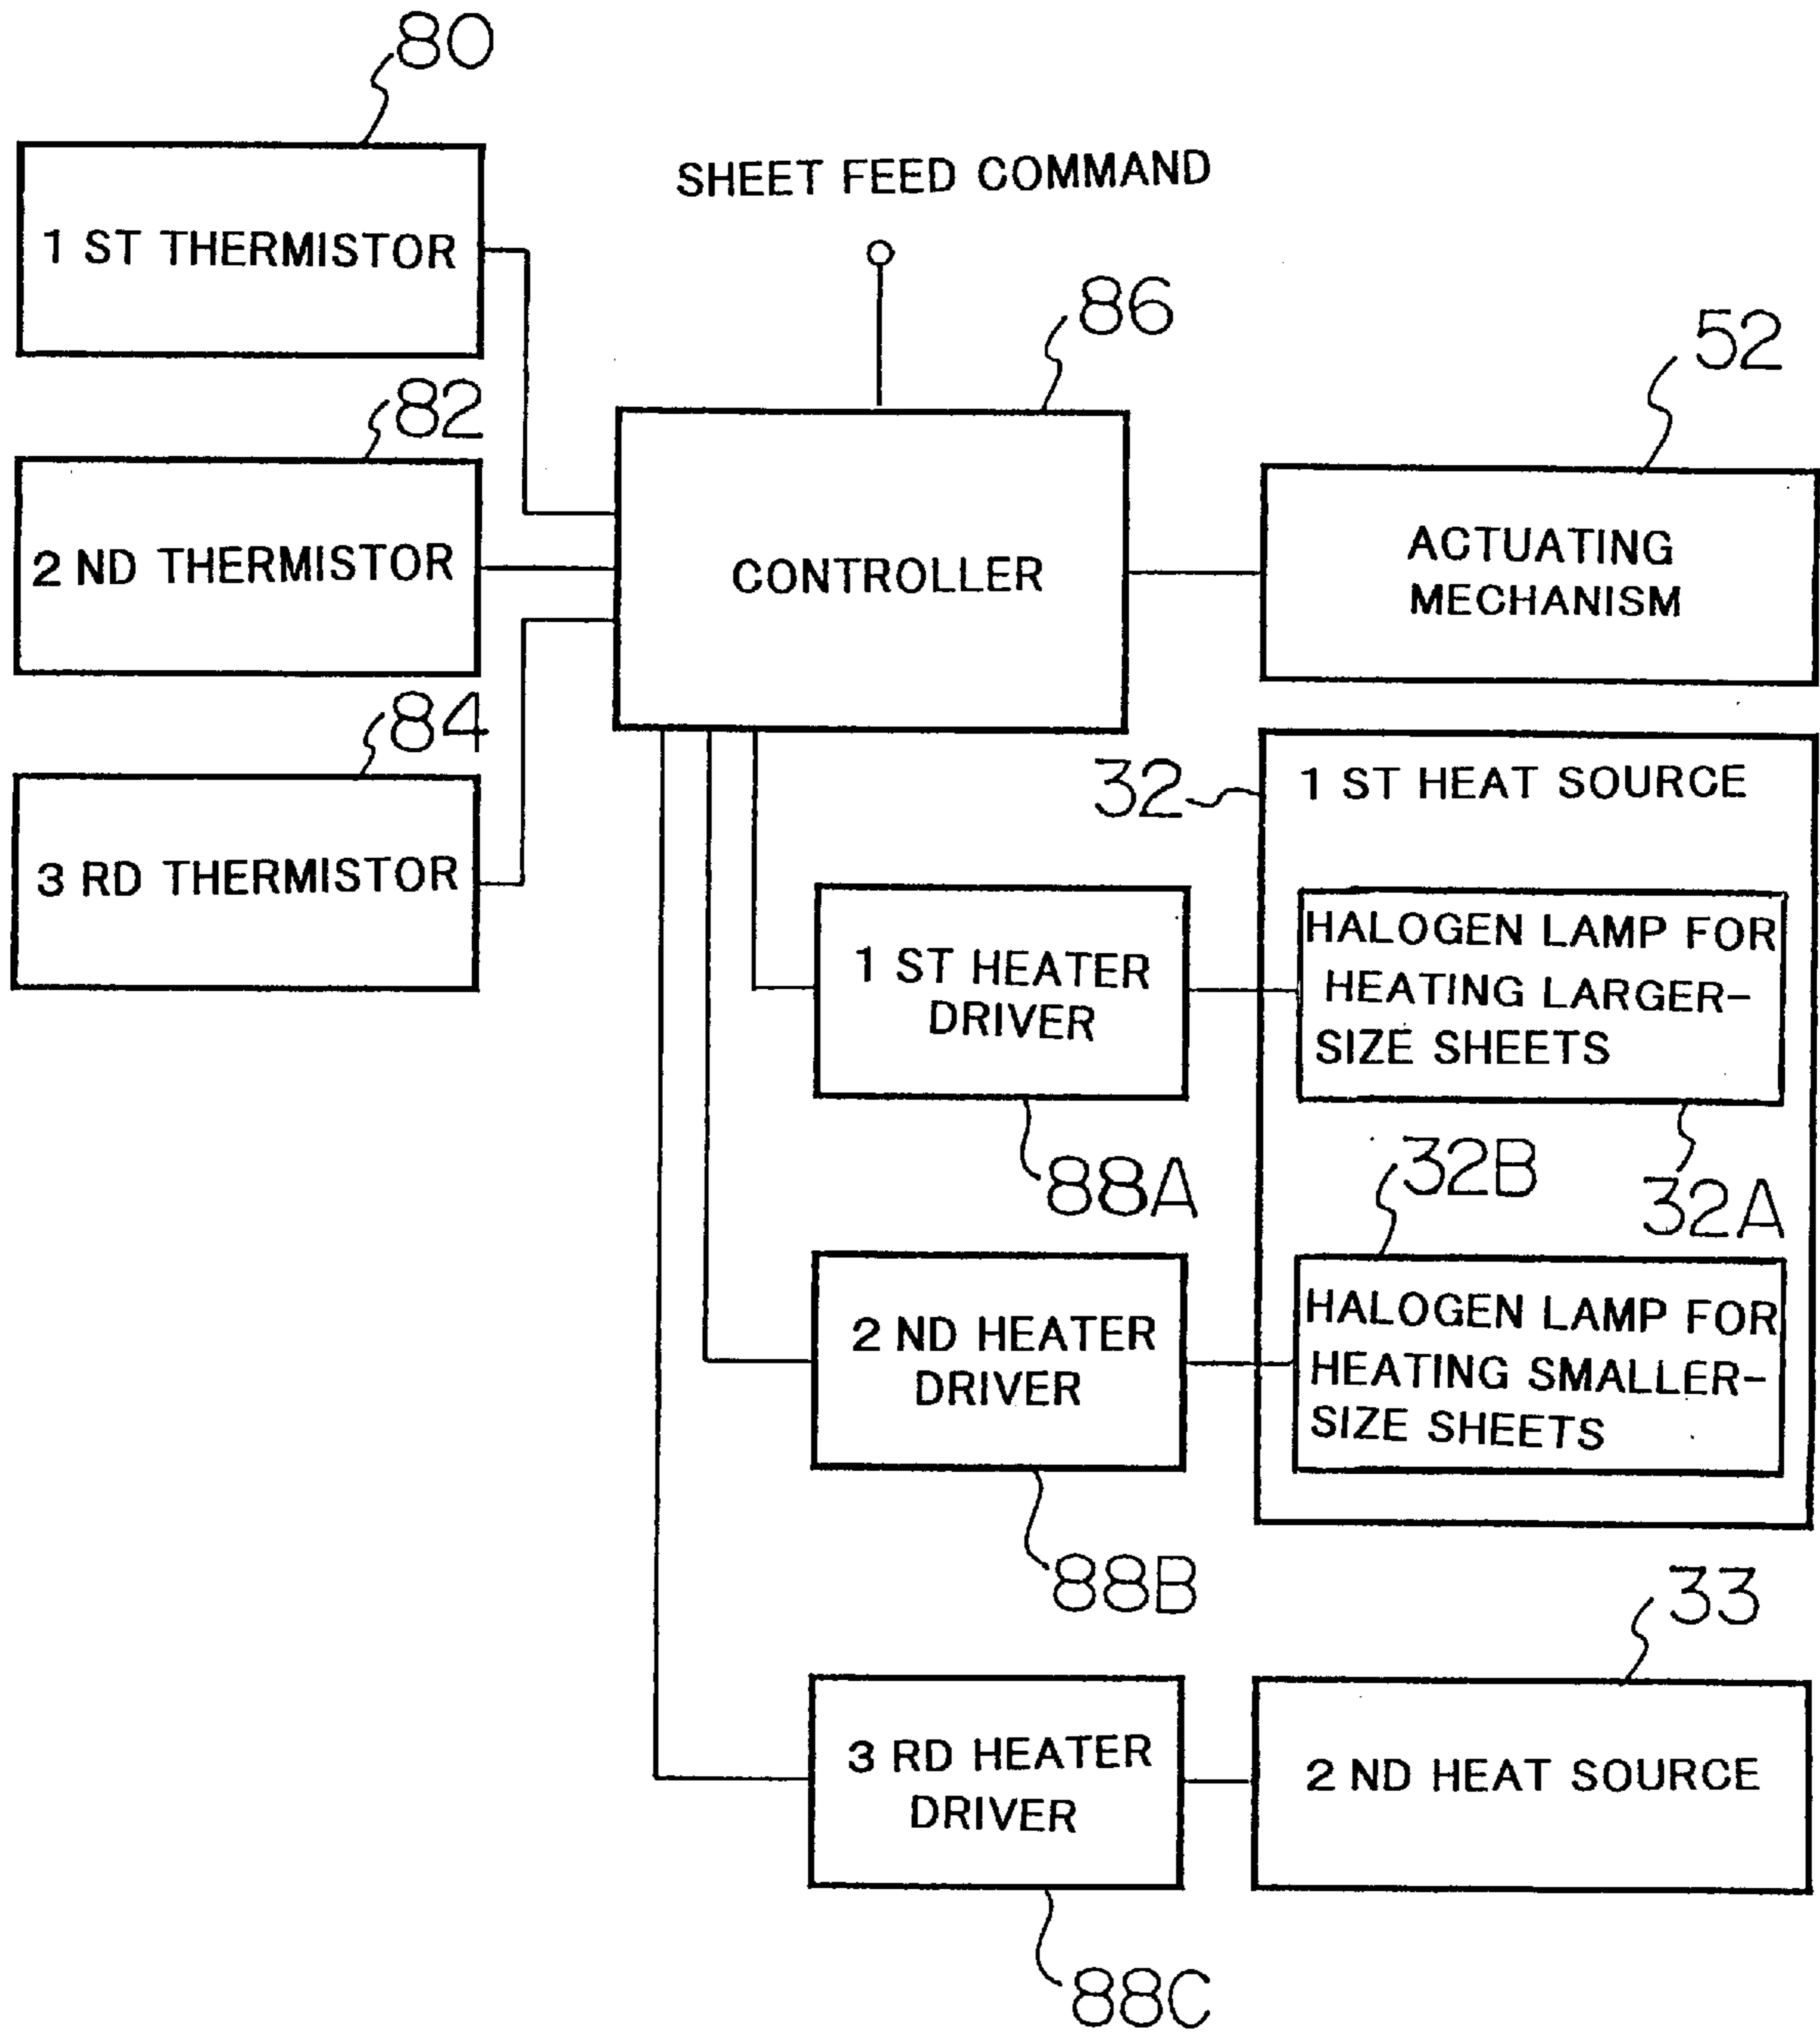 80
1 ST THERMISTOR
SHEET FEED COMMAND
86
52
82
2 ND THERMISTOR
CONTROLLER
ACTUATING
MECHANISM
84
3 RD THERMISTOR
32
1 ST HEAT SOURCE
1 ST HEATER
DRIVER
88A
HALOGEN LAMP FOR
HEATING LARGER-
SIZE SHEETS
32A
32B
2 ND HEATER
DRIVER
88B
HALOGEN LAMP FOR
HEATING SMALLER-
SIZE SHEETS
33
3 RD HEATER
DRIVER
88C
2 ND HEAT SOURCE